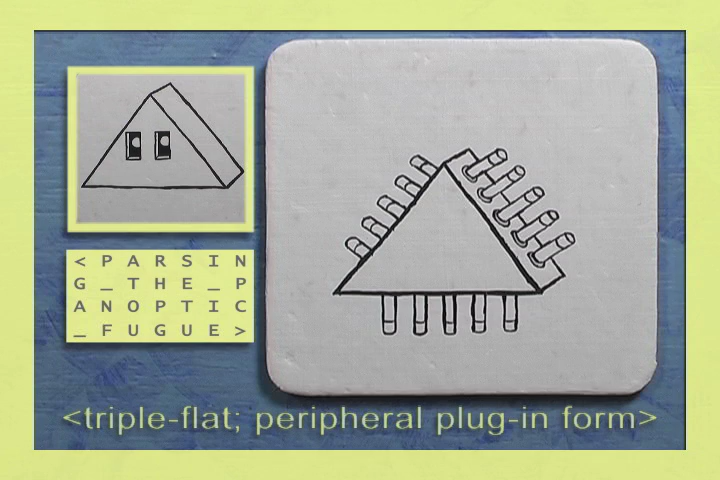 < P A R S I N
G _ T H E _ P
A N O P T I C
_ F U G U E >
<triple-flat; peripheral plug-in form>